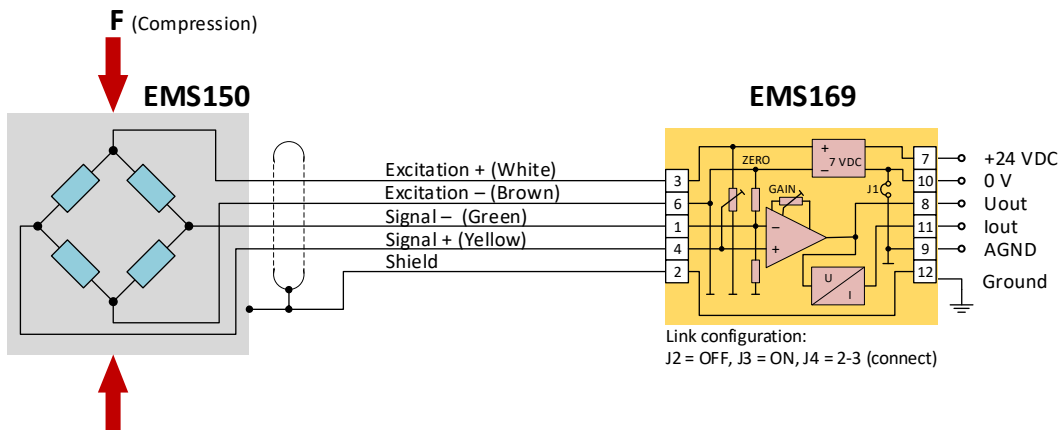 F (Compression)
EMS150
EMS169
Excitation + (White)
Excitation – (Brown)
Signal – (Green)
Signal + (Yellow)
Shield
3
6
1
4
2
ZERO
GAIN
+
7 VDC
–
J1
–
+
U
I
7
10
8
11
9
12
+24 VDC
0 V
Uout
Iout
AGND
Ground
Link configuration:
J2 = OFF, J3 = ON, J4 = 2-3 (connect)